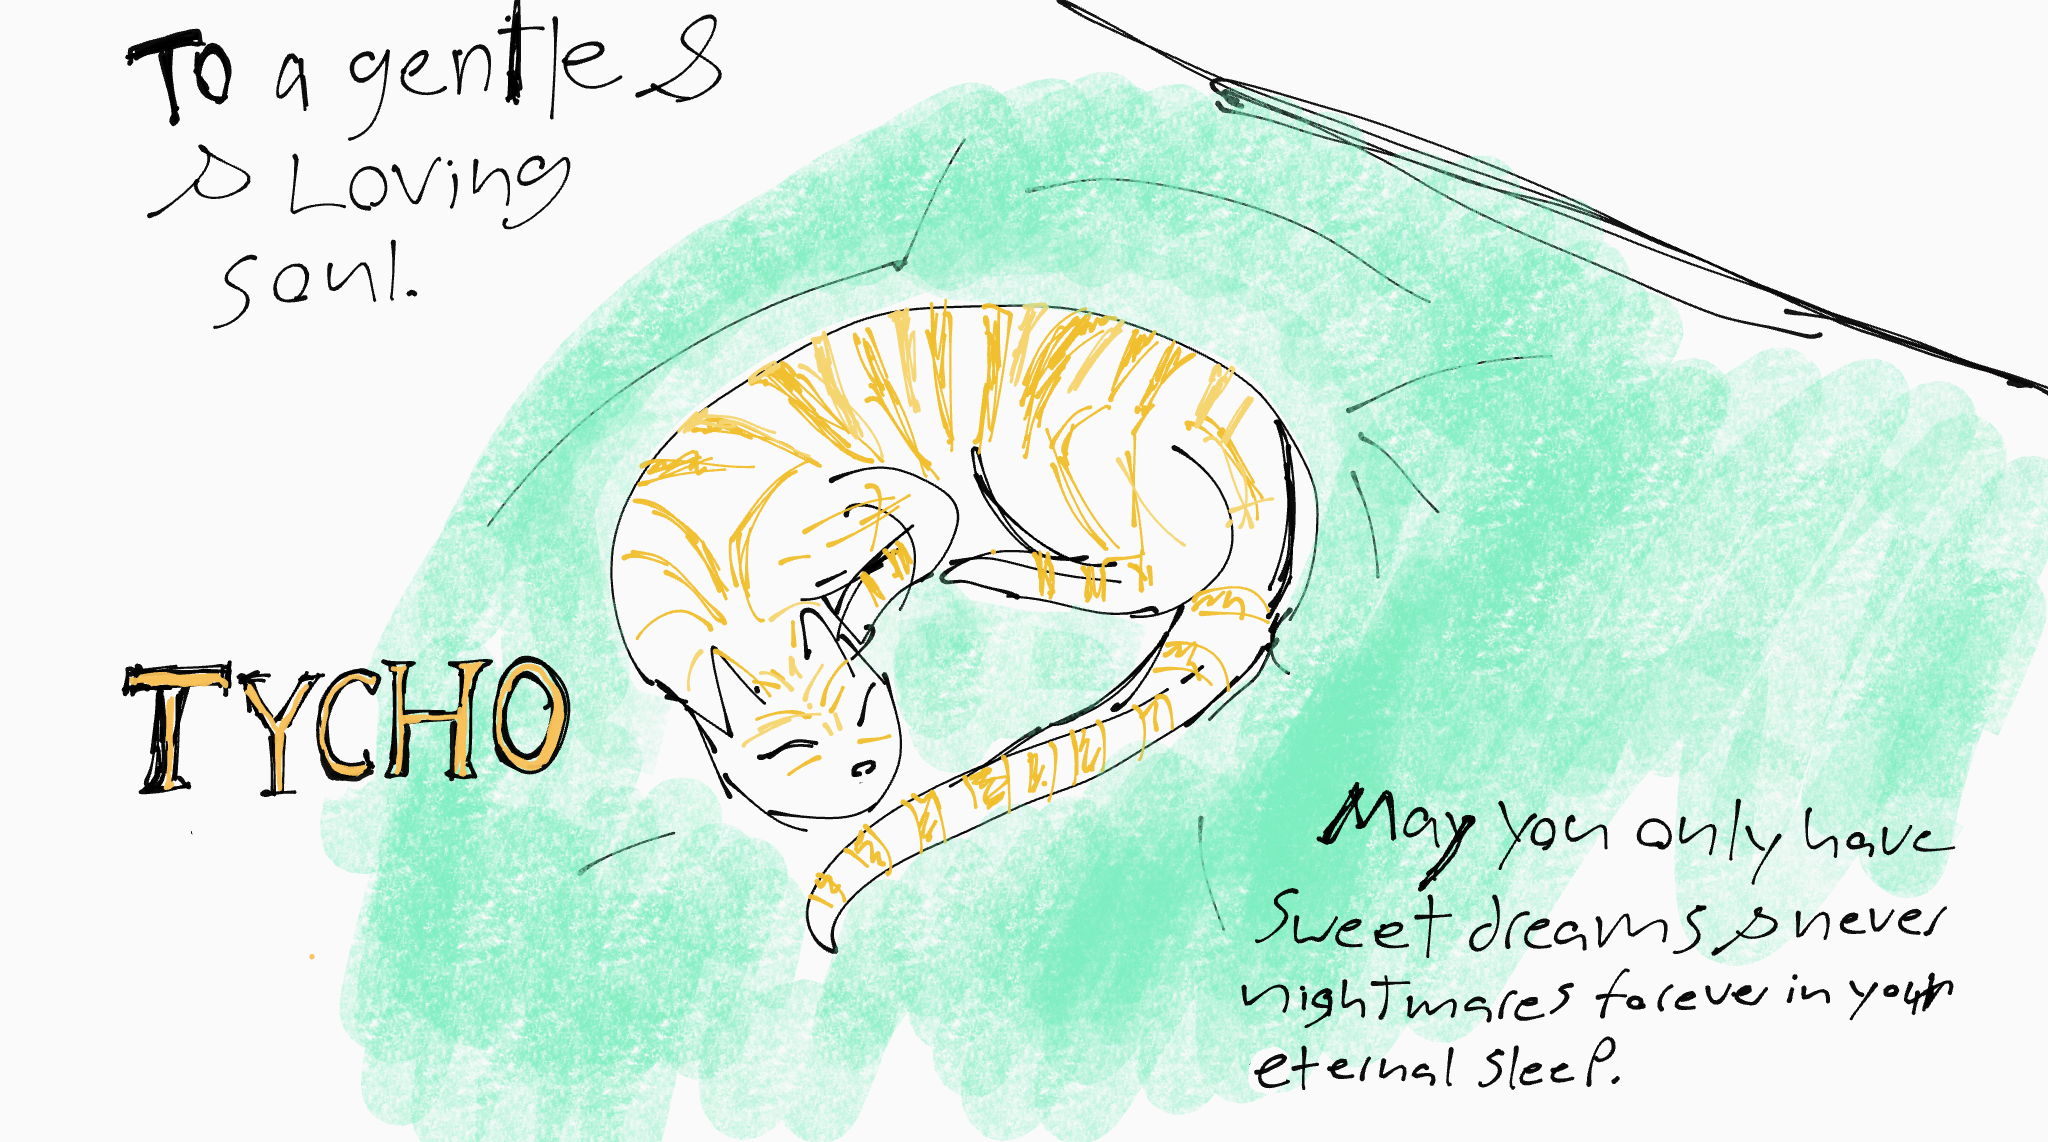 To a gentle &
& Loving
soul.
TYCHO
May you only have
sweet dreams & never
nightmares forever in your
eternal sleep.